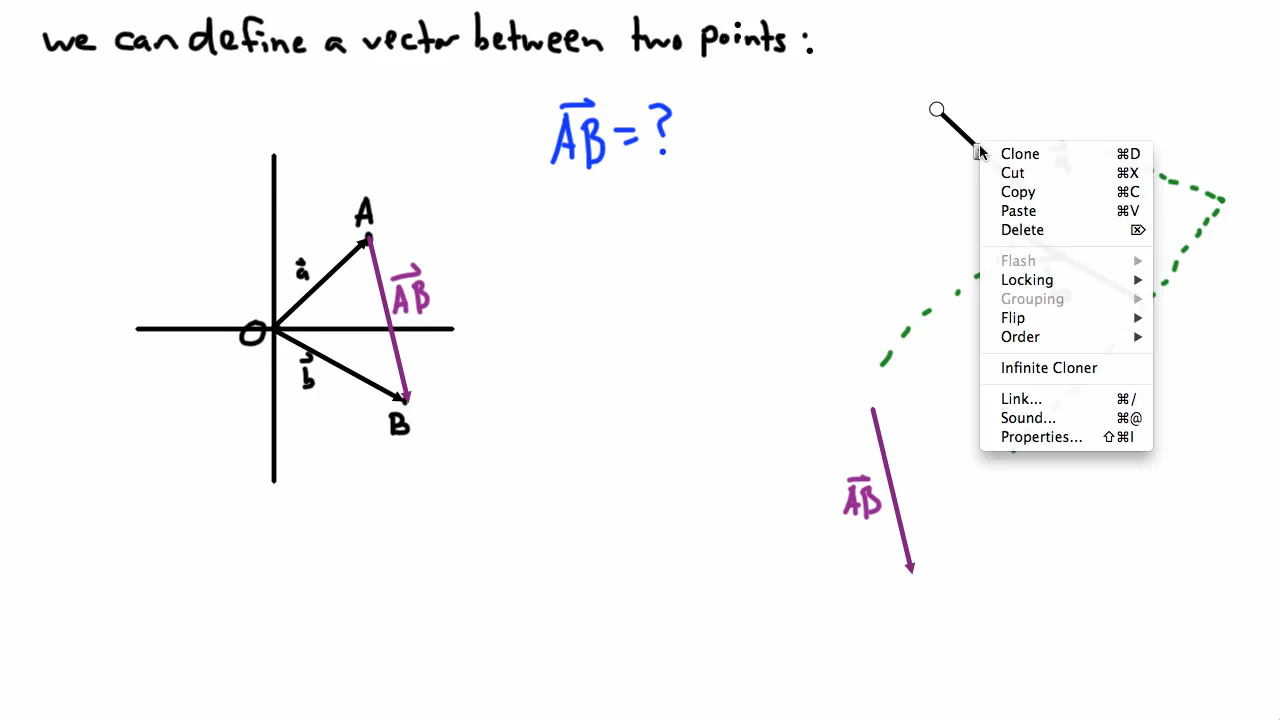 we can define a vector between two points:
AB = ?
A
a
AB
O
b
B
AB
Clone ⌘D
Cut ⌘X
Copy ⌘C
Paste ⌘V
Delete ⌦
Flash
Locking
Grouping
Flip
Order
Infinite Cloner
Link... ⌘/
Sound... ⌘@
Properties... ⇧⌘I